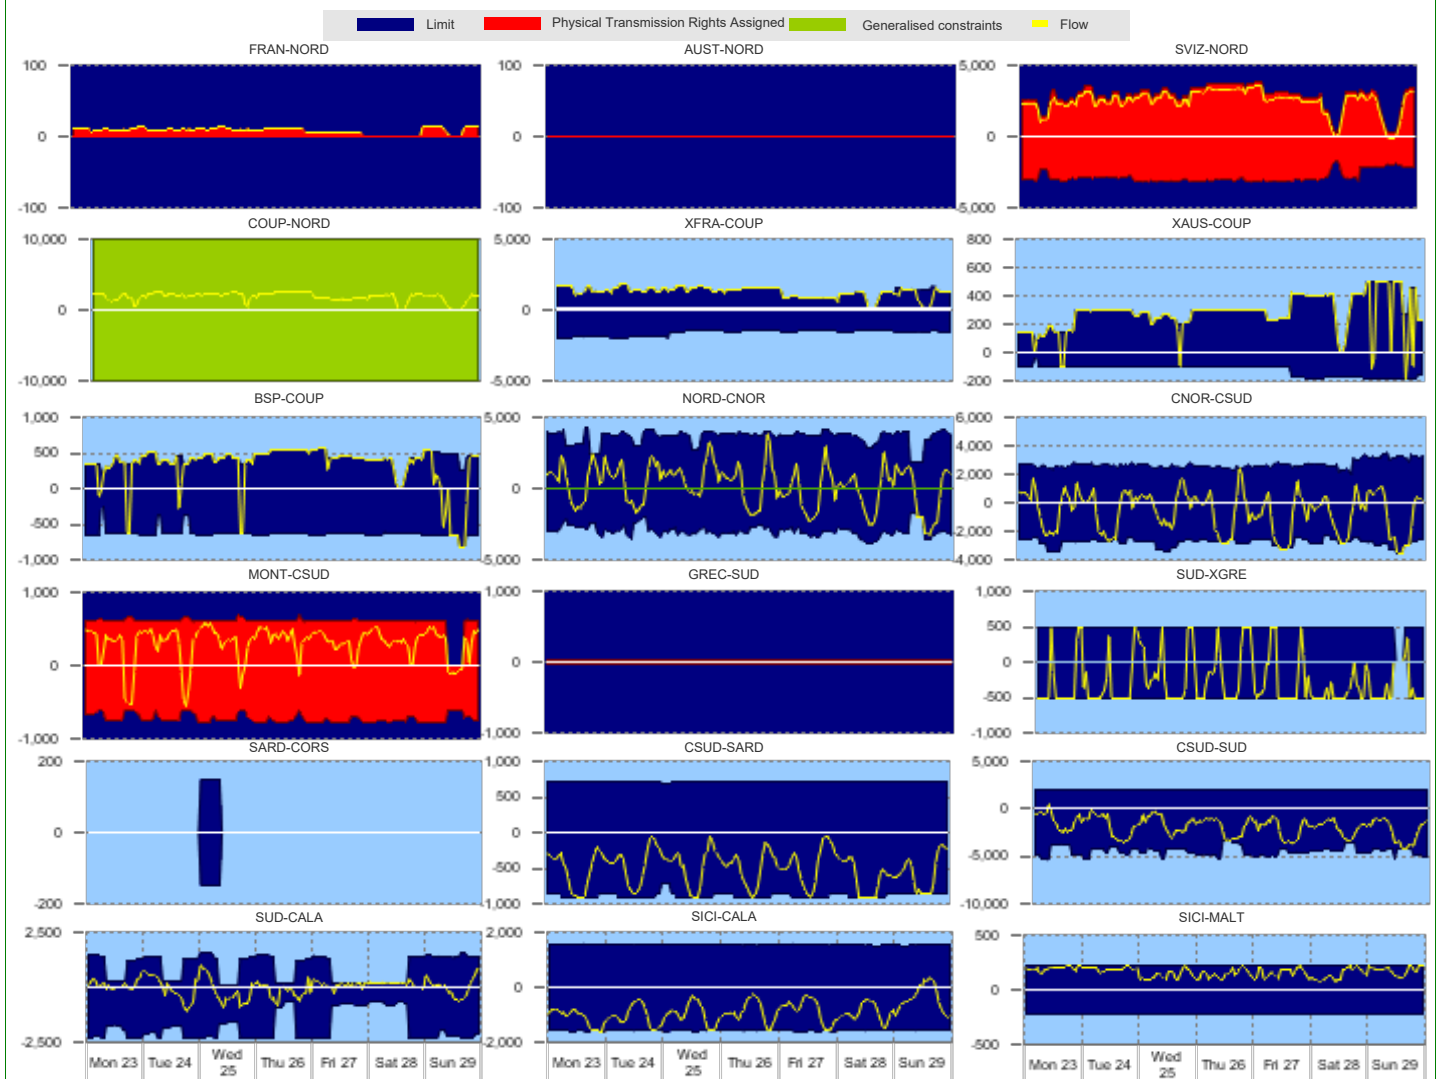 Limit Physical Transmission Rights Assigned Generalised constraints Flow
FRAN-NORD AUST-NORD SVIZ-NORD
100 100 5,000
0 0 0
-100 -100 -5,000
COUP-NORD XFRA-COUP XAUS-COUP
10,000 5,000 800
600
400
0 0 200
0
-10,000 -5,000 -200
BSP-COUP NORD-CNOR CNOR-CSUD
1,000 5,000 6,000
500 4,000
2,000
0 0 0
-500 -2,000
-1,000 -5,000 -4,000
MONT-CSUD GREC-SUD SUD-XGRE
1,000 1,000 1,000
500
0 0 0
-500
-1,000 -1,000 -1,000
SARD-CORS CSUD-SARD CSUD-SUD
200 1,000 5,000
500
0 0 0
-500 -5,000
-200 -1,000 -10,000
SUD-CALA SICI-CALA SICI-MALT
2,500 2,000 500
0 0 0
-2,500 -2,000 -500
Mon 23 Tue 24 Wed 25 Thu 26 Fri 27 Sat 28 Sun 29 Mon 23 Tue 24 Wed 25 Thu 26 Fri 27 Sat 28 Sun 29 Mon 23 Tue 24 Wed 25 Thu 26 Fri 27 Sat 28 Sun 29